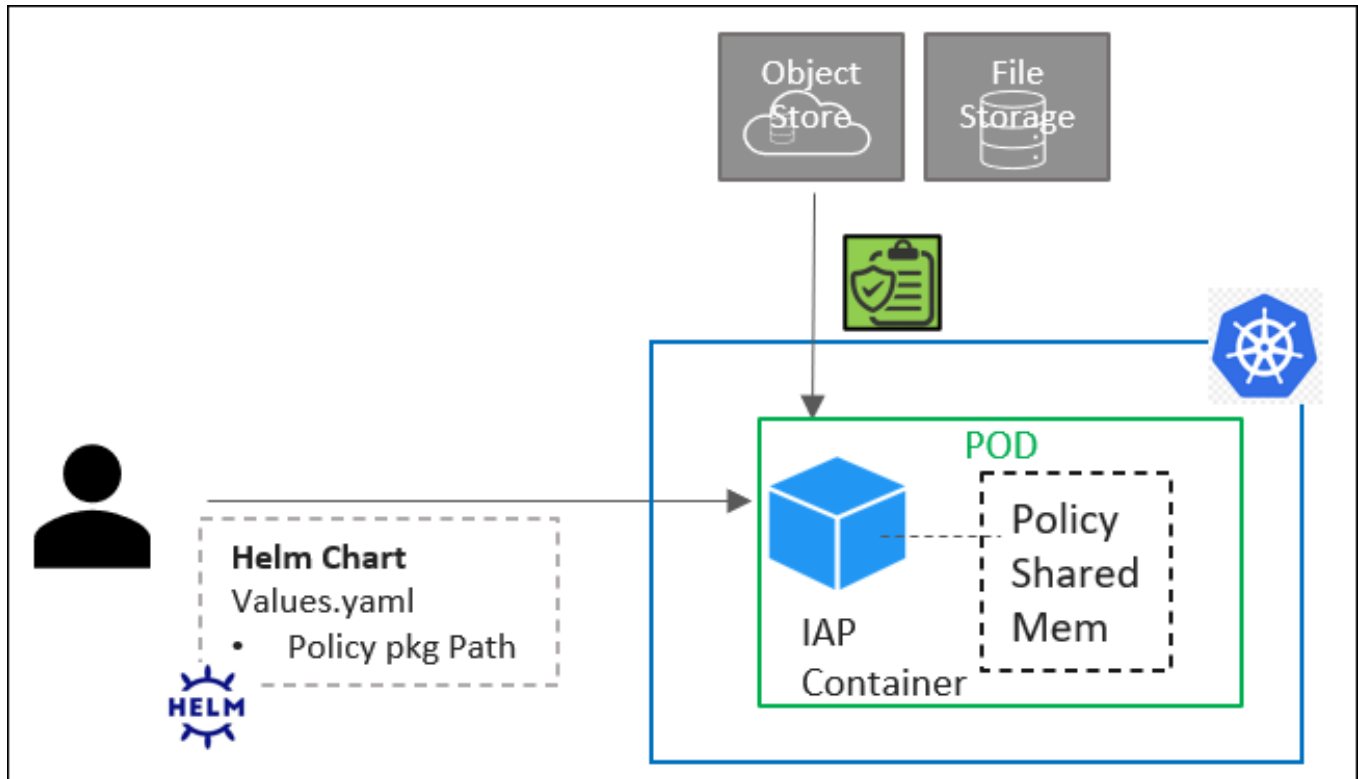 Object
Store
File
Storage
POD
Policy
Shared
Mem
IAP
Container
Helm Chart
Values.yaml
• Policy pkg Path
HELM